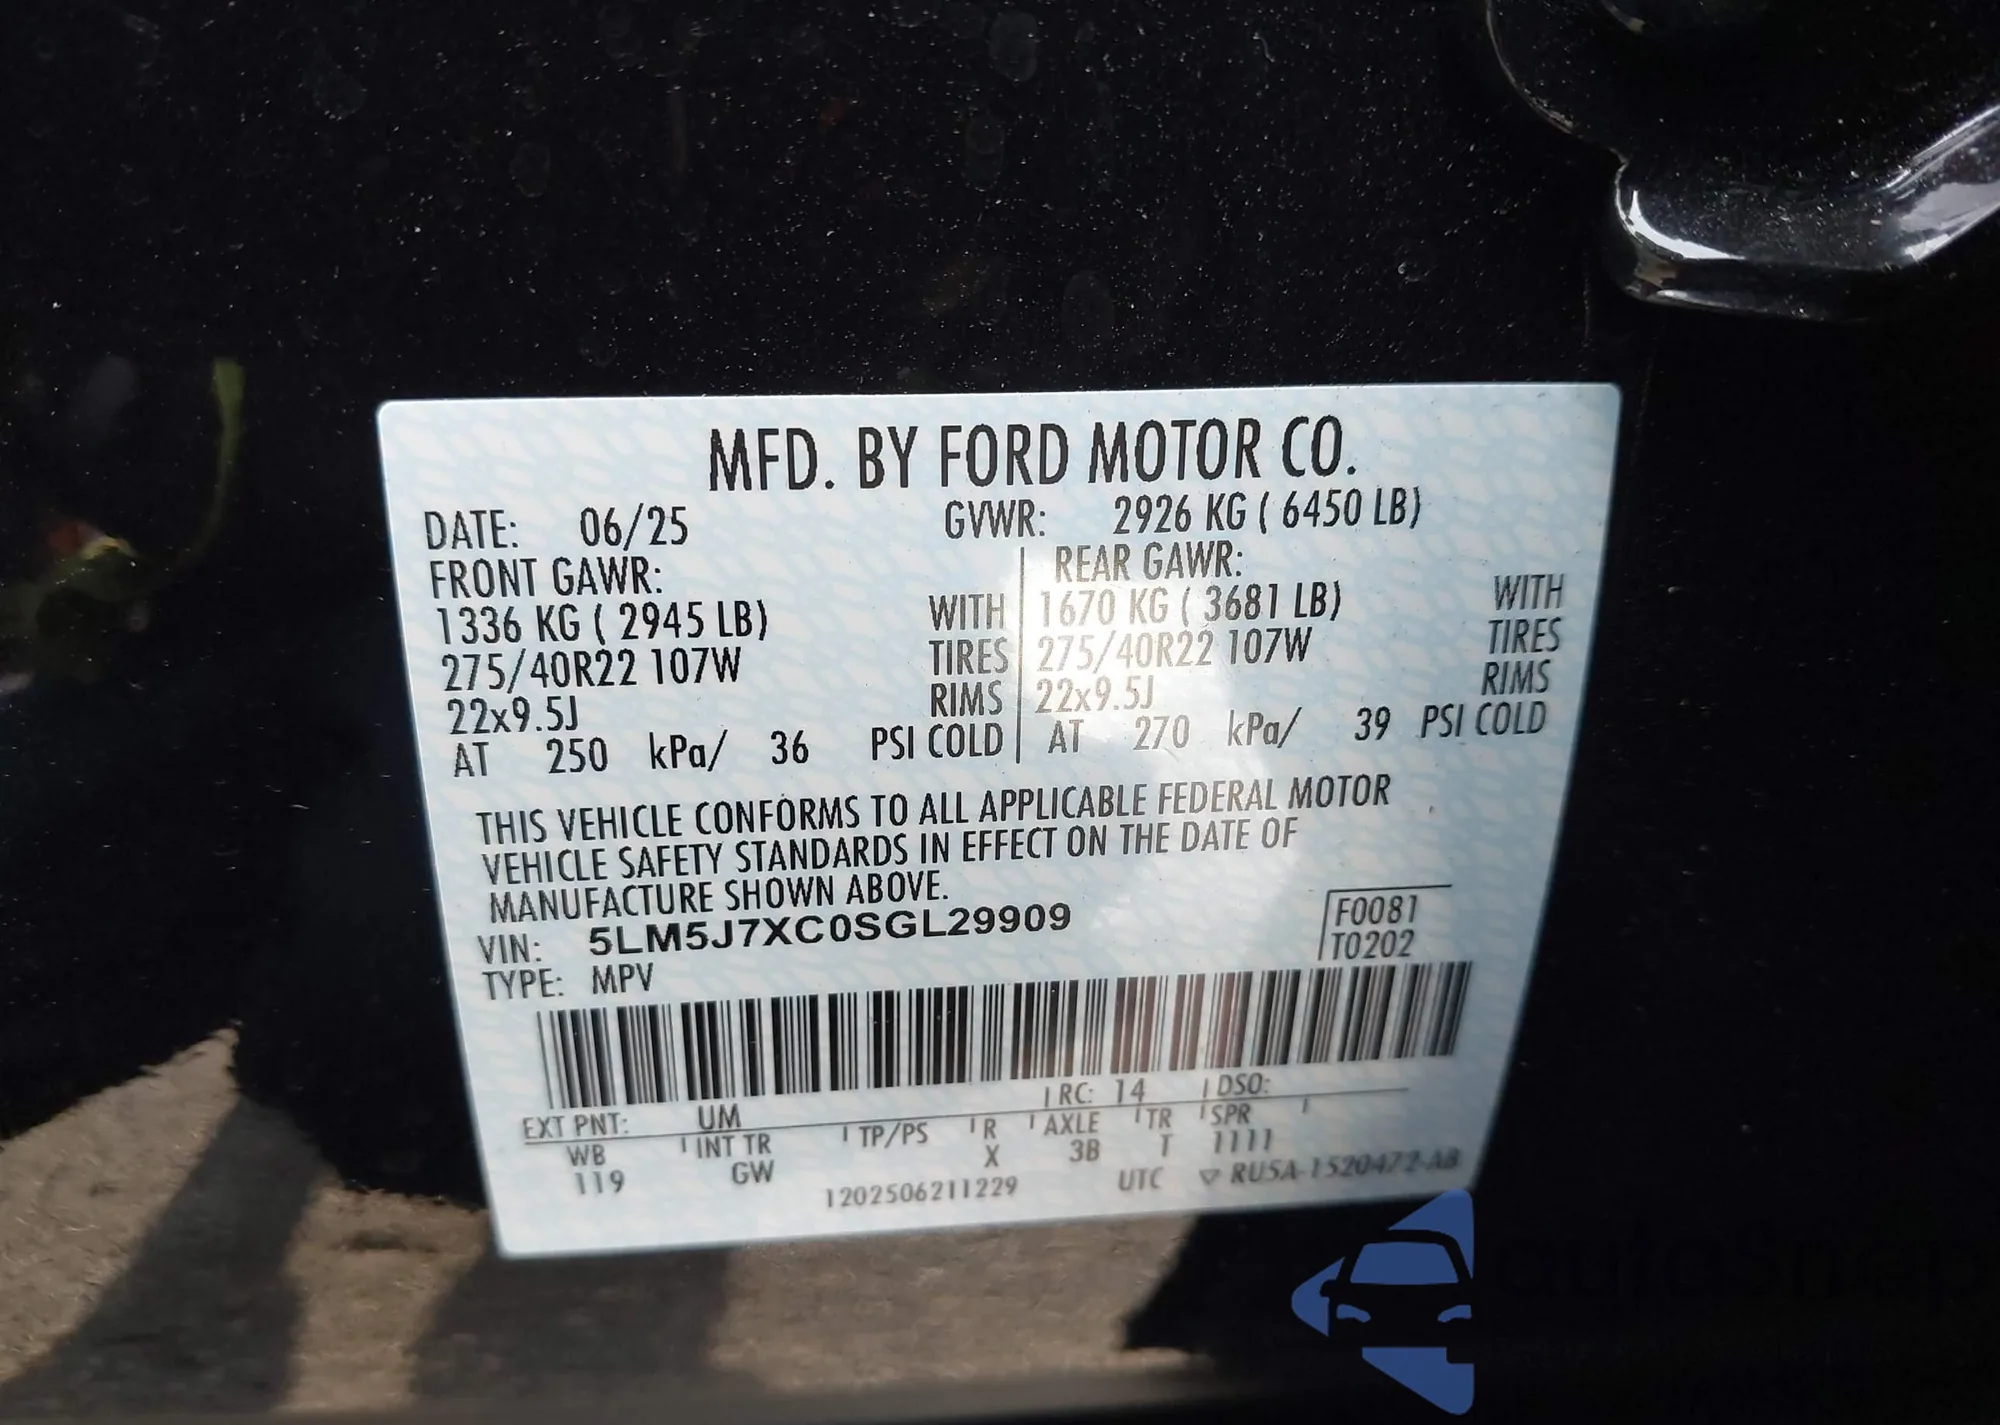 MFD. BY FORD MOTOR CO.
DATE: 06/25 GVWR: 2926 KG ( 6450 LB)
FRONT GAWR: REAR GAWR:
1336 KG ( 2945 LB) WITH 1670 KG ( 3681 LB) WITH
275/40R22 107W TIRES 275/40R22 107W TIRES
22x9.5J RIMS 22x9.5J RIMS
AT 250 kPa/ 36 PSI COLD AT 270 kPa/ 39 PSI COLD
THIS VEHICLE CONFORMS TO ALL APPLICABLE FEDERAL MOTOR
VEHICLE SAFETY STANDARDS IN EFFECT ON THE DATE OF
MANUFACTURE SHOWN ABOVE.
VIN: 5LM5J7XC0SGL29909 F0081
TYPE: MPV T0202
EXT PNT: UM RC: 14 DSO:
WB INT TR TP/PS R AXLE TR SPR
119 GW X 3B T 1111
1202506211229 UTC ▽ RU5A-1520472-AB